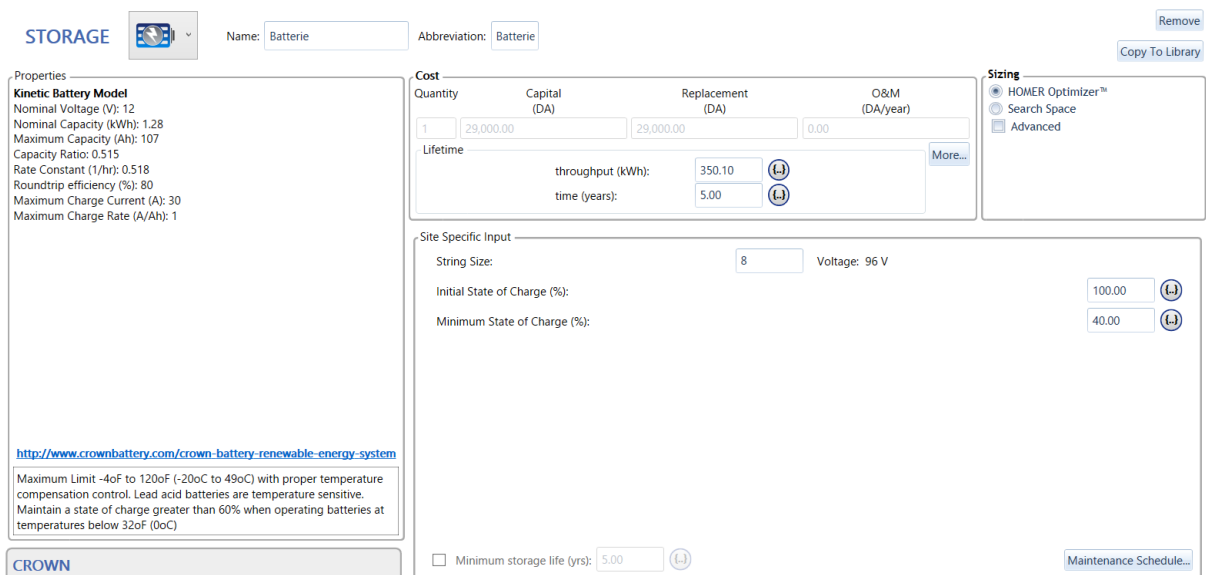 STORAGE
Name: Batterie
Abbreviation: Batterie
Remove
Copy To Library
Properties
Kinetic Battery Model
Nominal Voltage (V): 12
Nominal Capacity (kWh): 1.28
Maximum Capacity (Ah): 107
Capacity Ratio: 0.515
Rate Constant (1/hr): 0.518
Roundtrip efficiency (%): 80
Maximum Charge Current (A): 30
Maximum Charge Rate (A/Ah): 1
http://www.crownbattery.com/crown-battery-renewable-energy-system
Maximum Limit -4oF to 120oF (-20oC to 49oC) with proper temperature
compensation control. Lead acid batteries are temperature sensitive.
Maintain a state of charge greater than 60% when operating batteries at
temperatures below 32oF (0oC)
CROWN
Cost
Quantity Capital Replacement O&M
(DA) (DA) (DA/year)
1 29,000.00 29,000.00 0.00
Lifetime
More...
throughput (kWh): 350.10 {..}
time (years): 5.00 {..}
Sizing
HOMER Optimizer™
Search Space
Advanced
Site Specific Input
String Size: 8 Voltage: 96 V
Initial State of Charge (%): 100.00 {..}
Minimum State of Charge (%): 40.00 {..}
Minimum storage life (yrs): 5.00 {..}
Maintenance Schedule...